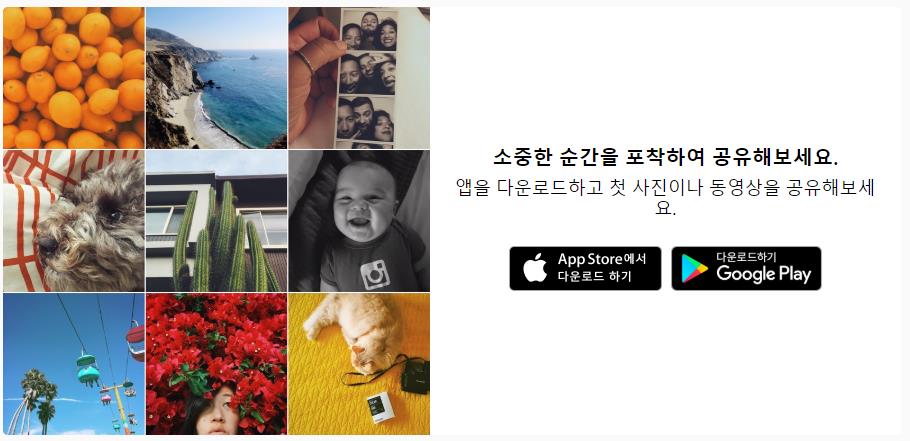 소중한 순간을 포착하여 공유해보세요.
앱을 다운로드하고 첫 사진이나 동영상을 공유해보세
요.
App Store에서
다운로드 하기
다운로드하기
Google Play